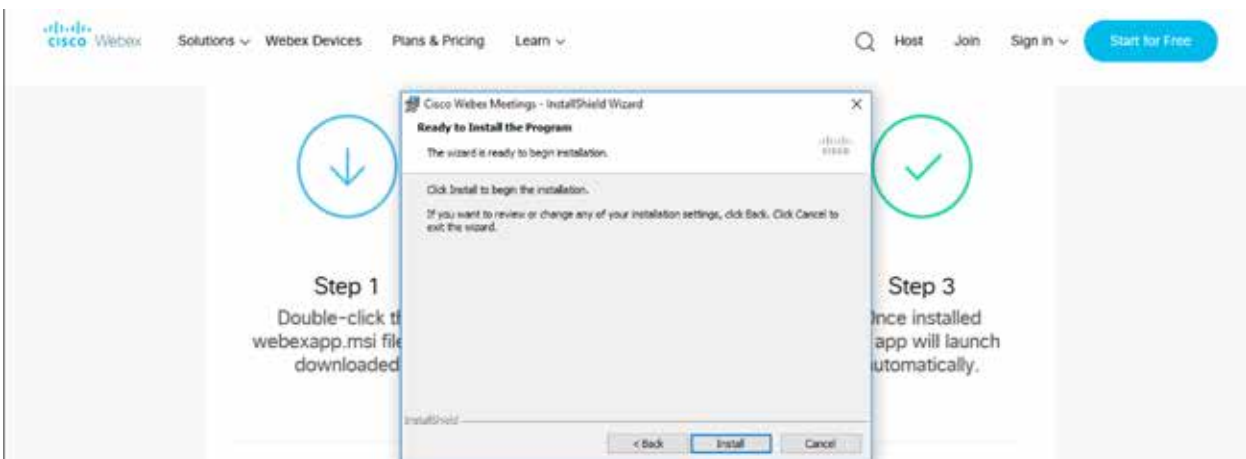 CISCO Webex Solutions Webex Devices Plans & Pricing Learn Host Join Sign in Start for Free
Cisco Webex Meetings - InstallShield Wizard
Ready to Install the Program
The wizard is ready to begin installation.
CISCO
Click Install to begin the installation.
If you want to review or change any of your installation settings, click Back. Click Cancel to
exit the wizard.
Step 1
Double-click
webexapp.msi
downloaded
Step 3
installed
app will launch
InstallShield
< Back Install Cancel